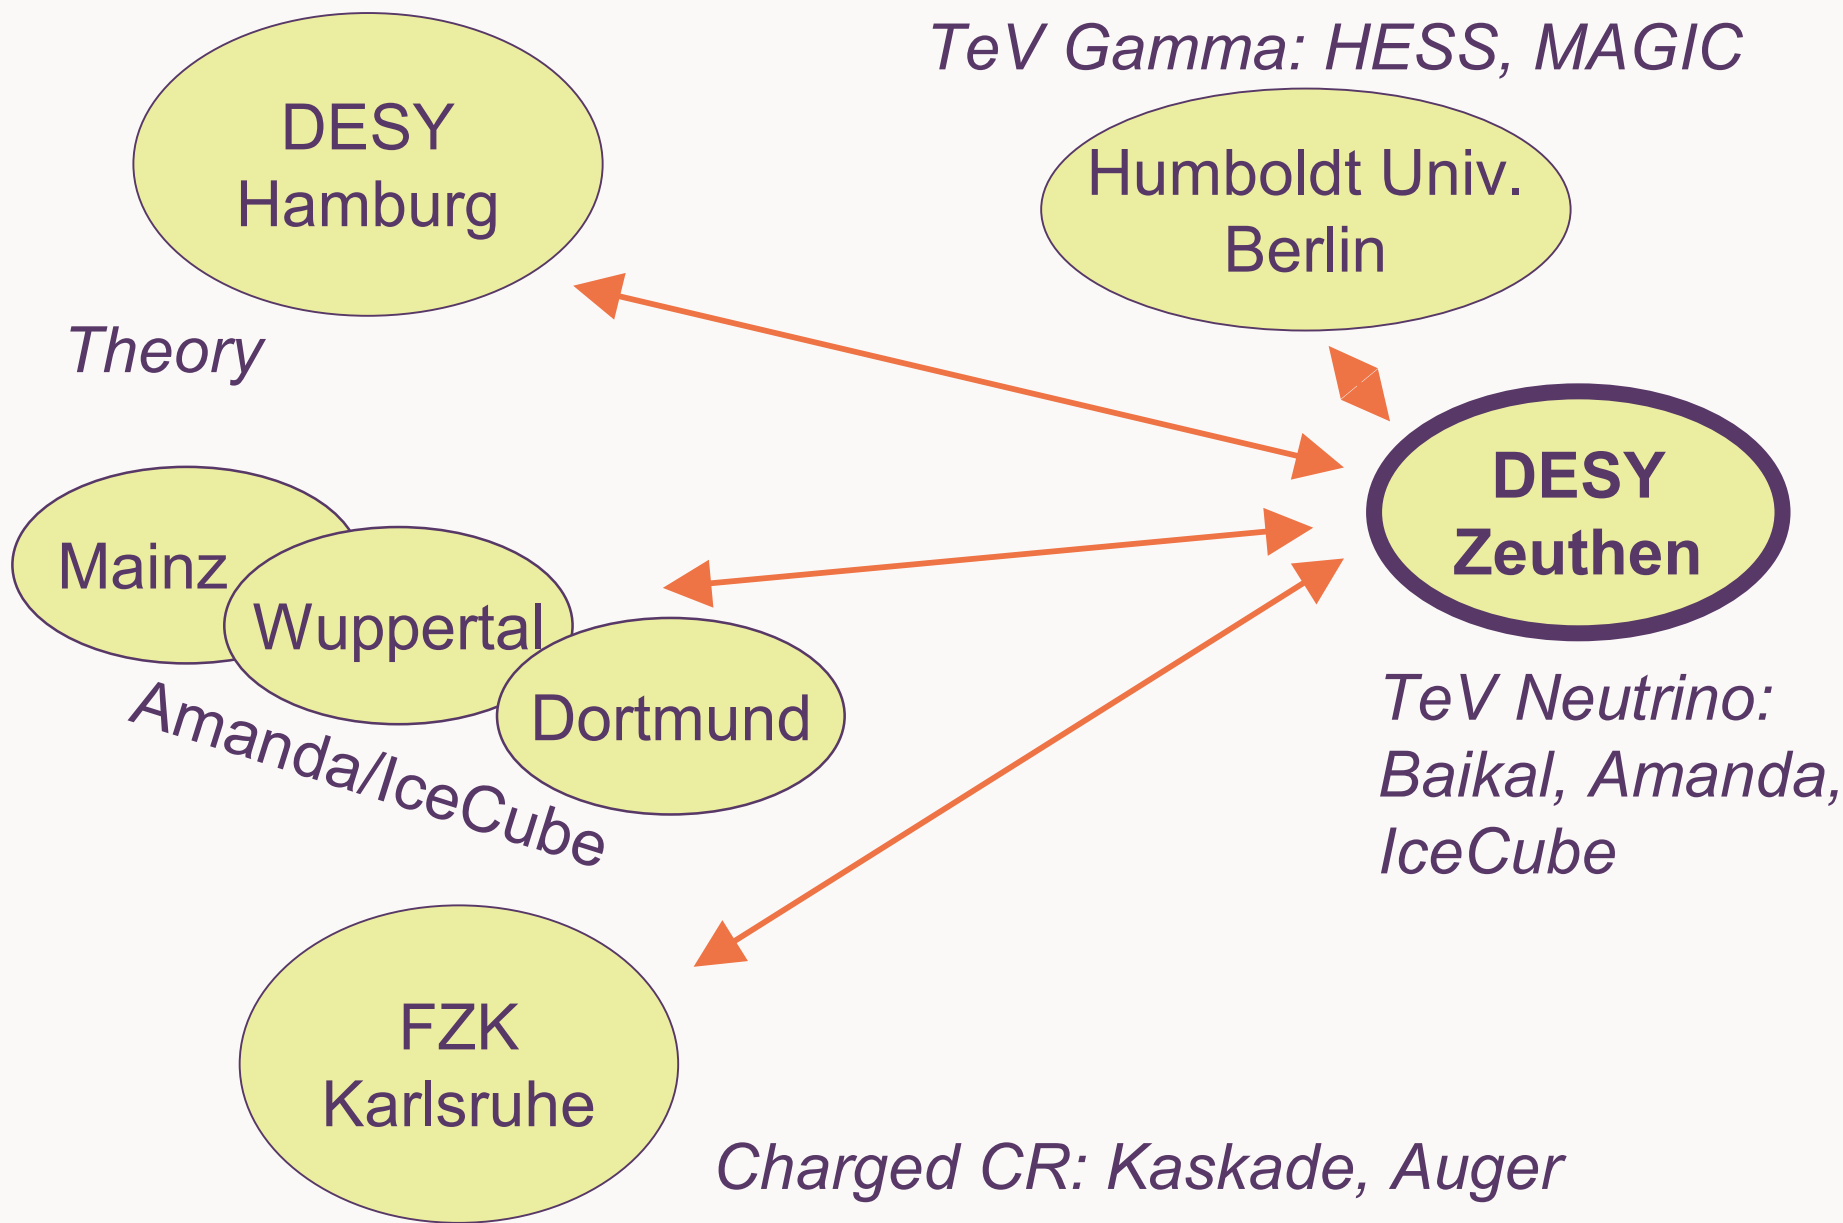 TeV Gamma: HESS, MAGIC
DESY
Hamburg
Humboldt Univ.
Berlin
Theory
DESY
Zeuthen
Mainz
Wuppertal
Dortmund
Amanda/IceCube
TeV Neutrino:
Baikal, Amanda,
IceCube
FZK
Karlsruhe
Charged CR: Kaskade, Auger